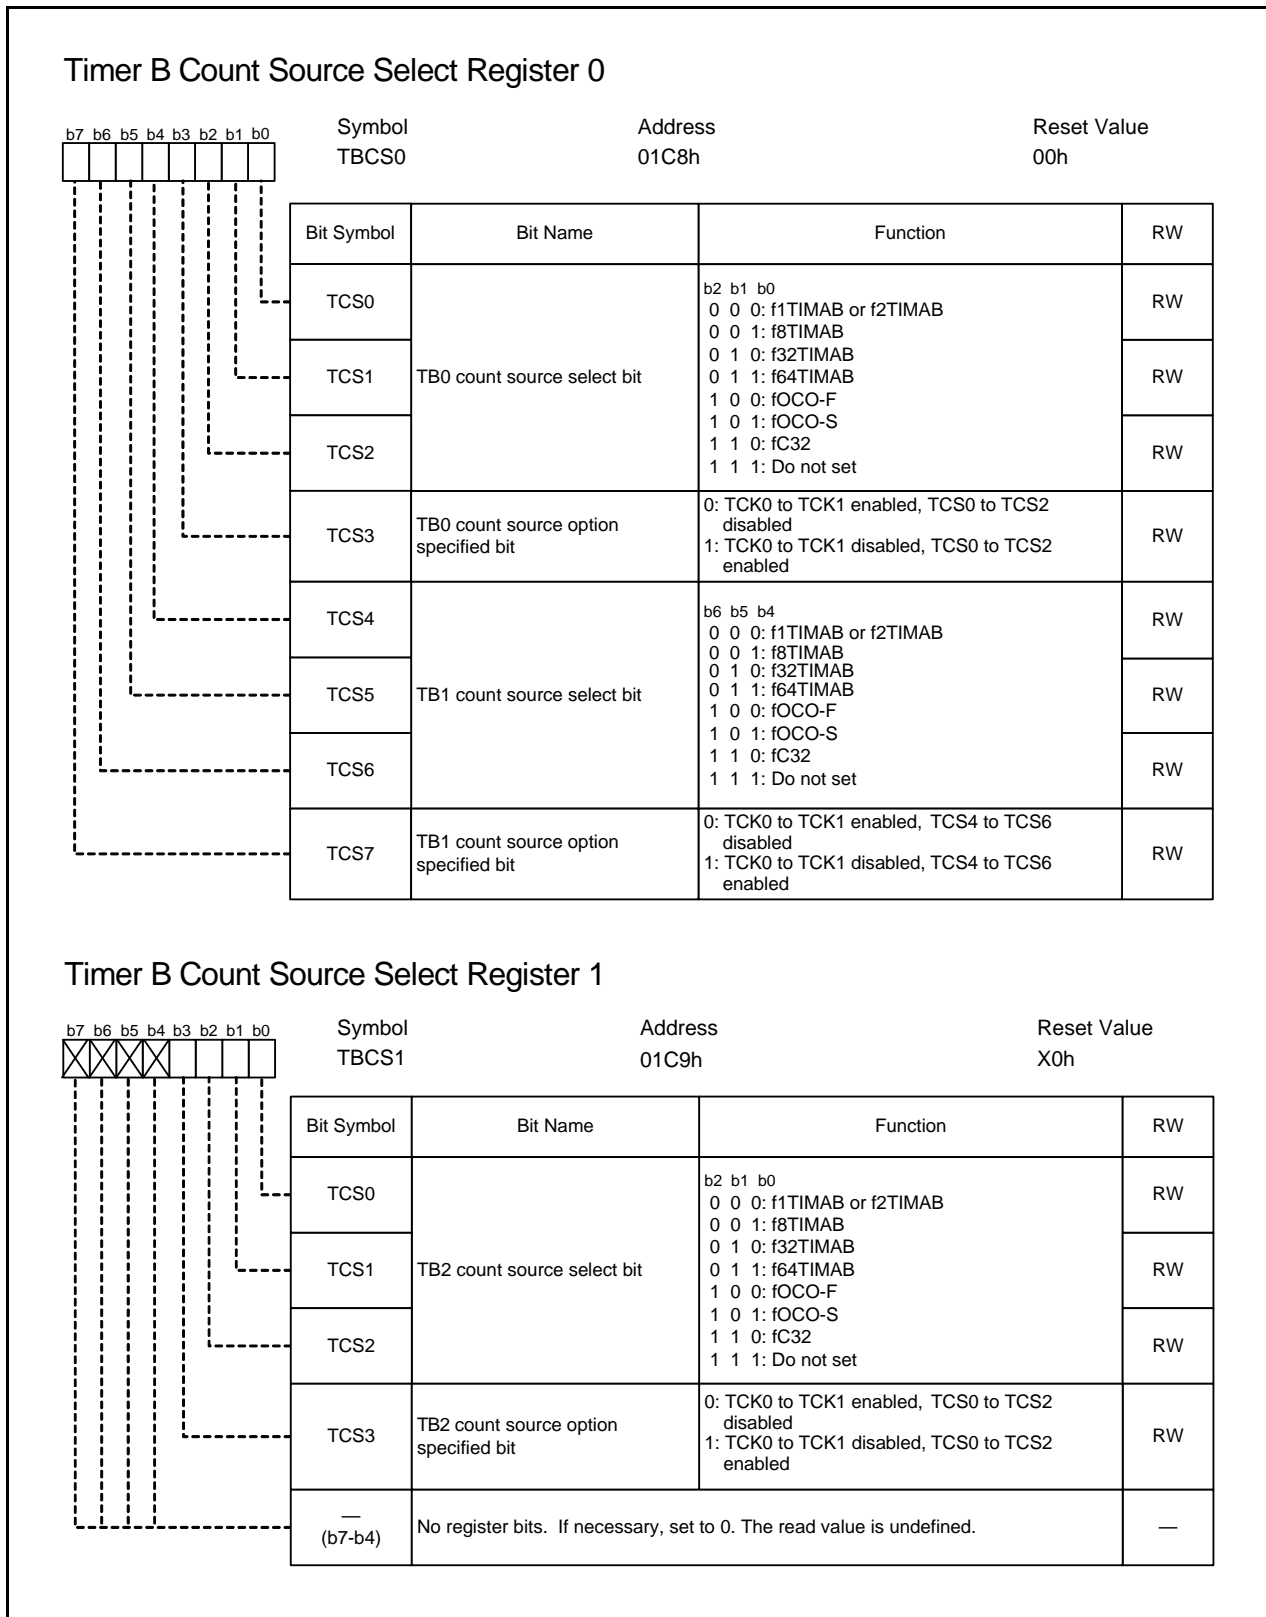 Timer B Count Source Select Register 0
b7 b6 b5 b4 b3 b2 b1 b0
Symbol Address Reset Value
TBCS0 01C8h 00h
Bit Symbol Bit Name Function RW
TCS0
TCS1
TCS2
TB0 count source select bit
b2 b1 b0
0 0 0: f1TIMAB or f2TIMAB
0 0 1: f8TIMAB
0 1 0: f32TIMAB
0 1 1: f64TIMAB
1 0 0: fOCO-F
1 0 1: fOCO-S
1 1 0: fC32
1 1 1: Do not set
RW
RW
RW
TCS3
TB0 count source option
specified bit
0: TCK0 to TCK1 enabled, TCS0 to TCS2
disabled
1: TCK0 to TCK1 disabled, TCS0 to TCS2
enabled
RW
TCS4
TCS5
TCS6
TB1 count source select bit
b6 b5 b4
0 0 0: f1TIMAB or f2TIMAB
0 0 1: f8TIMAB
0 1 0: f32TIMAB
0 1 1: f64TIMAB
1 0 0: fOCO-F
1 0 1: fOCO-S
1 1 0: fC32
1 1 1: Do not set
RW
RW
RW
TCS7
TB1 count source option
specified bit
0: TCK0 to TCK1 enabled, TCS4 to TCS6
disabled
1: TCK0 to TCK1 disabled, TCS4 to TCS6
enabled
RW
Timer B Count Source Select Register 1
b7 b6 b5 b4 b3 b2 b1 b0
Symbol Address Reset Value
TBCS1 01C9h X0h
Bit Symbol Bit Name Function RW
TCS0
TCS1
TCS2
TB2 count source select bit
b2 b1 b0
0 0 0: f1TIMAB or f2TIMAB
0 0 1: f8TIMAB
0 1 0: f32TIMAB
0 1 1: f64TIMAB
1 0 0: fOCO-F
1 0 1: fOCO-S
1 1 0: fC32
1 1 1: Do not set
RW
RW
RW
TCS3
TB2 count source option
specified bit
0: TCK0 to TCK1 enabled, TCS0 to TCS2
disabled
1: TCK0 to TCK1 disabled, TCS0 to TCS2
enabled
RW
—
(b7-b4)
No register bits. If necessary, set to 0. The read value is undefined.
—